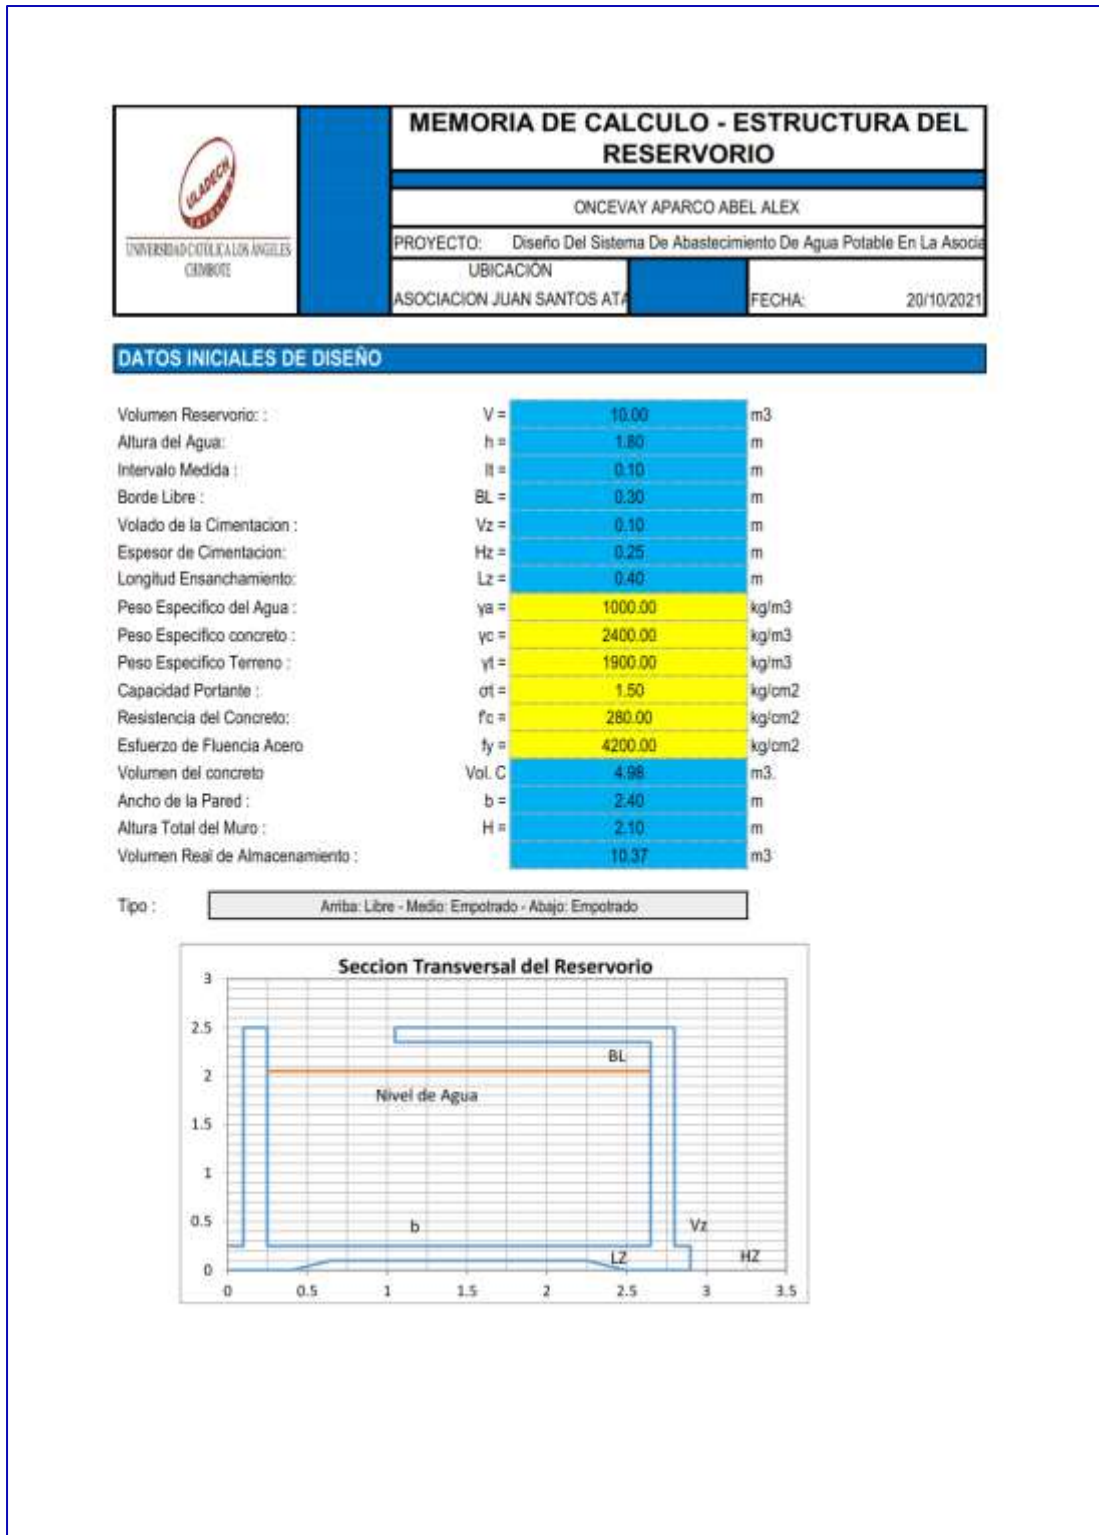 ULADECH
CATOLICA
UNIVERSIDAD CATÓLICA LOS ÁNGELES
CHIMBOTE
MEMORIA DE CALCULO - ESTRUCTURA DEL
RESERVORIO
ONCEVAY APARCO ABEL ALEX
PROYECTO: Diseño Del Sistema De Abastecimiento De Agua Potable En La Asocia
UBICACIÓN
ASOCIACION JUAN SANTOS ATA
FECHA: 20/10/2021
DATOS INICIALES DE DISEÑO
Volumen Reservorio: : V = 10.00 m3
Altura del Agua: h = 1.80 m
Intervalo Medida : It = 0.10 m
Borde Libre : BL = 0.30 m
Volado de la Cimentacion : Vz = 0.10 m
Espesor de Cimentacion: Hz = 0.25 m
Longitud Ensanchamiento: Lz = 0.40 m
Peso Especifico del Agua : γa = 1000.00 kg/m3
Peso Especifico concreto : γc = 2400.00 kg/m3
Peso Especifico Terreno : γt = 1900.00 kg/m3
Capacidad Portante : σt = 1.50 kg/cm2
Resistencia del Concreto: f'c = 280.00 kg/cm2
Esfuerzo de Fluencia Acero fy = 4200.00 kg/cm2
Volumen del concreto Vol. C 4.98 m3.
Ancho de la Pared : b = 2.40 m
Altura Total del Muro : H = 2.10 m
Volumen Real de Almacenamiento : 10.37 m3
Tipo : Arriba: Libre - Medio: Empotrado - Abajo: Empotrado
Seccion Transversal del Reservorio
3
2.5
BL
2
Nivel de Agua
1.5
1
0.5
b
Vz
LZ
HZ
0
0 0.5 1 1.5 2 2.5 3 3.5